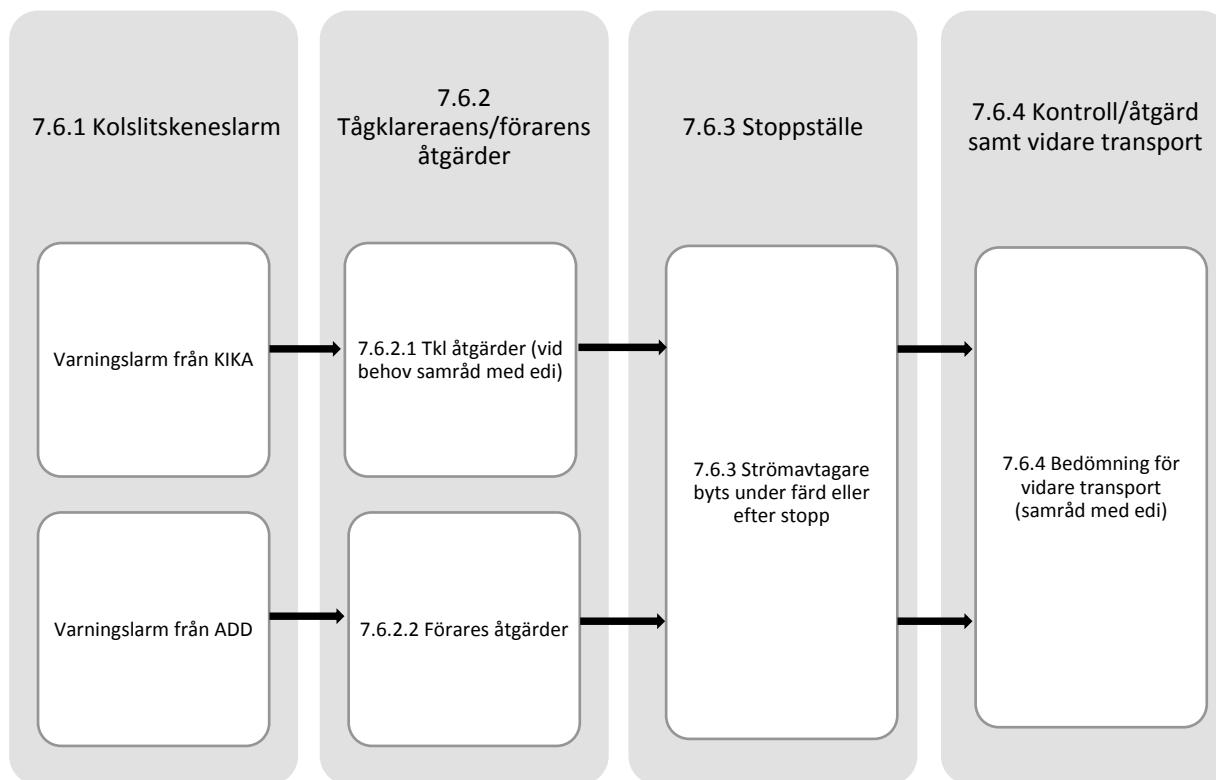 7.6.1 Kolslitskeneslarm
7.6.2
Tågklareraens/förarens
åtgärder
7.6.3 Stoppställe
7.6.4 Kontroll/åtgärd
samt vidare transport
Varningslarm från KIKA
7.6.2.1 Tkl åtgärder (vid
behov samråd med edi)
Varningslarm från ADD
7.6.2.2 Förares åtgärder
7.6.3 Strömavtagare
byts under färd eller
efter stopp
7.6.4 Bedömning för
vidare transport
(samråd med edi)